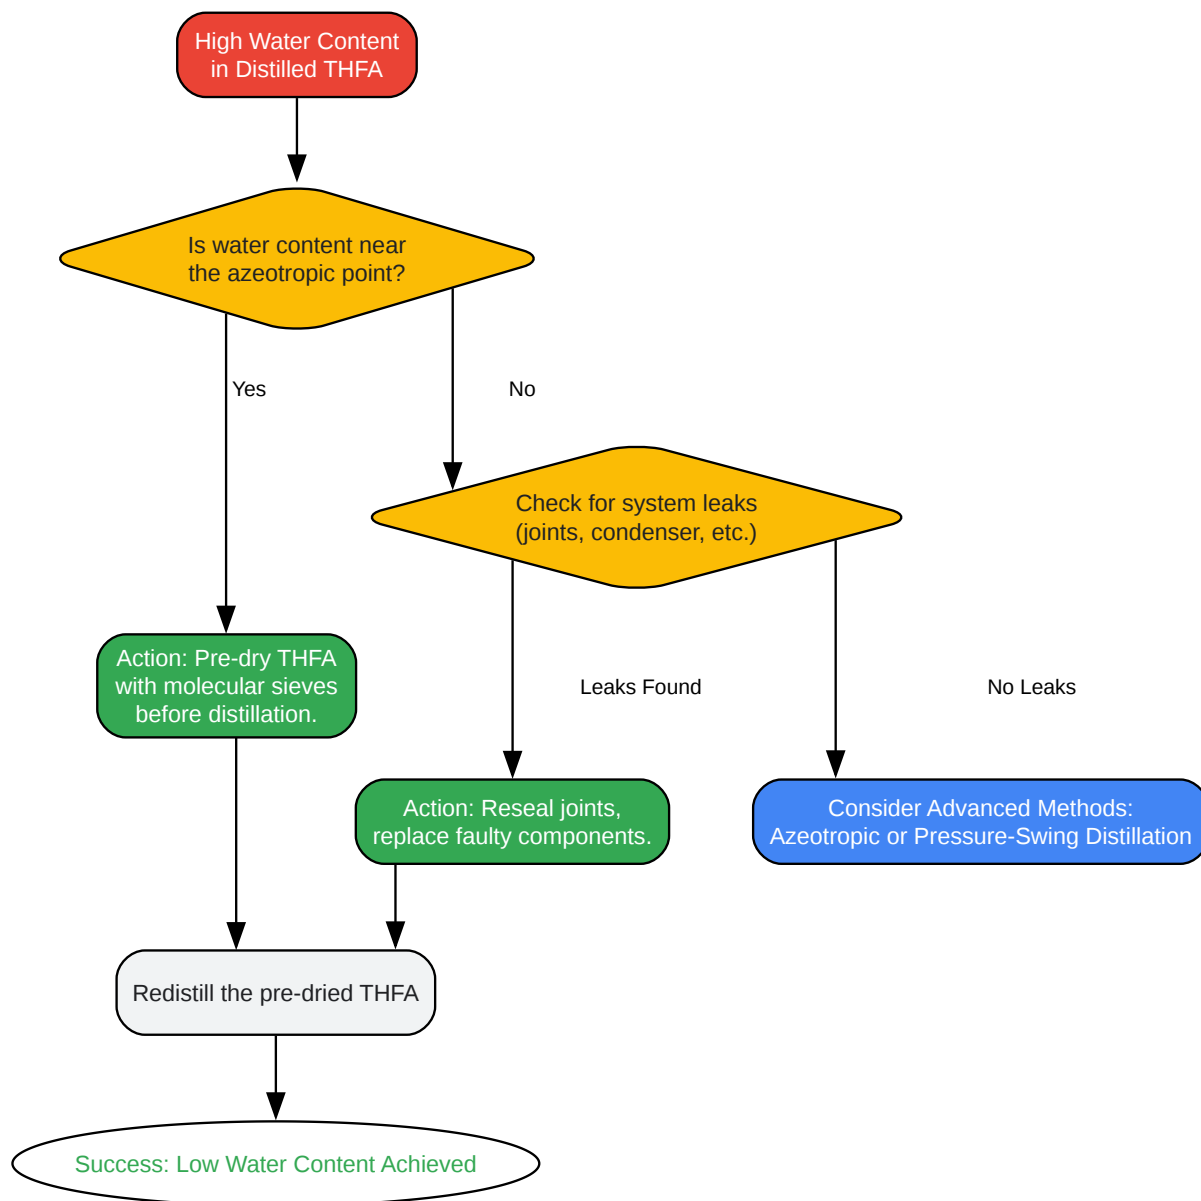 High Water Content
in Distilled THFA
Is water content near
the azeotropic point?
Yes
No
Check for system leaks
(joints, condenser, etc.)
Action: Pre-dry THFA
with molecular sieves
before distillation.
Leaks Found
No Leaks
Action: Reseal joints,
replace faulty components.
Consider Advanced Methods:
Azeotropic or Pressure-Swing Distillation
Redistill the pre-dried THFA
Success: Low Water Content Achieved